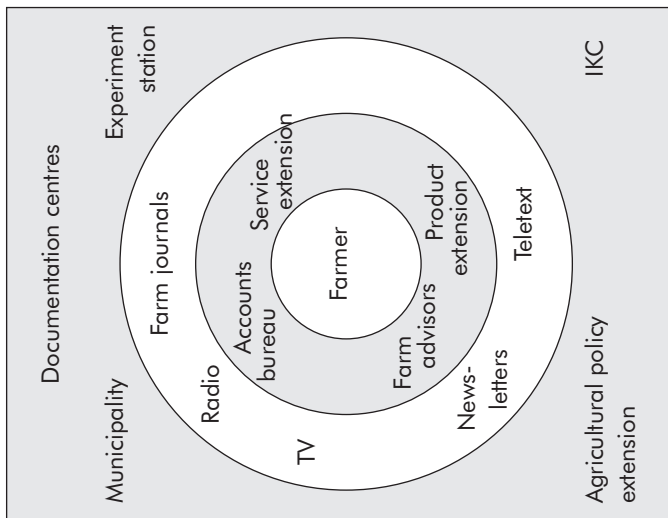 Documentation centres
Municipality
Experiment
station
Farm journals
Radio
TV
News-
letters
Teletext
Accounts
bureau
Service
extension
Farm
advisors
Product
extension
Farmer
Agricultural policy
extension
IKC